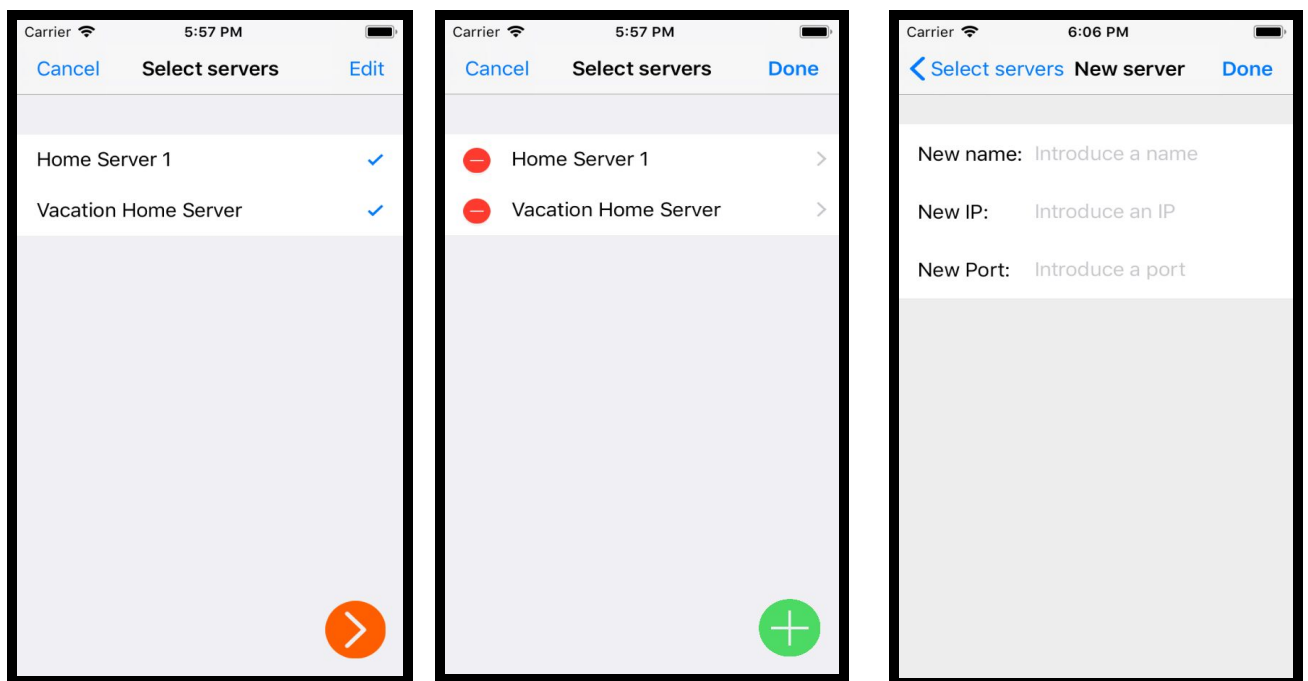 Carrier 5:57 PM
Cancel Select servers Edit
Home Server 1
Vacation Home Server
Carrier 5:57 PM
Cancel Select servers Done
Home Server 1
Vacation Home Server
Carrier 6:06 PM
Select servers New server Done
New name: Introduce a name
New IP: Introduce an IP
New Port: Introduce a port